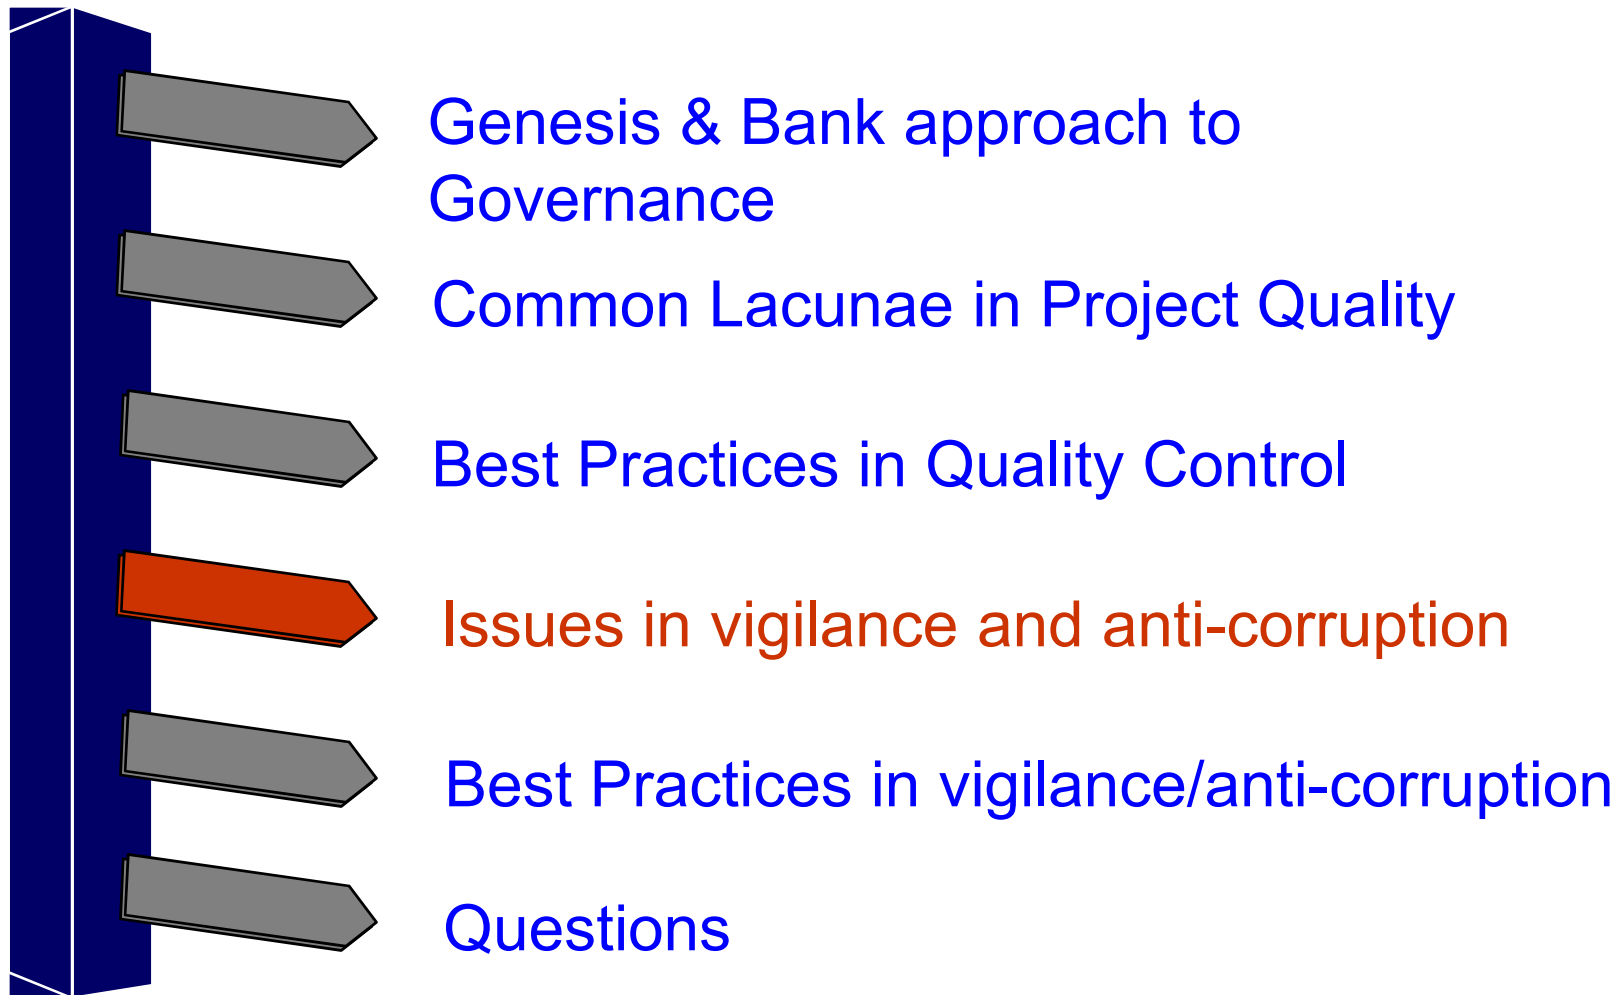 Genesis & Bank approach to
Governance
Common Lacunae in Project Quality
Best Practices in Quality Control
Issues in vigilance and anti-corruption
Best Practices in vigilance/anti-corruption
Questions